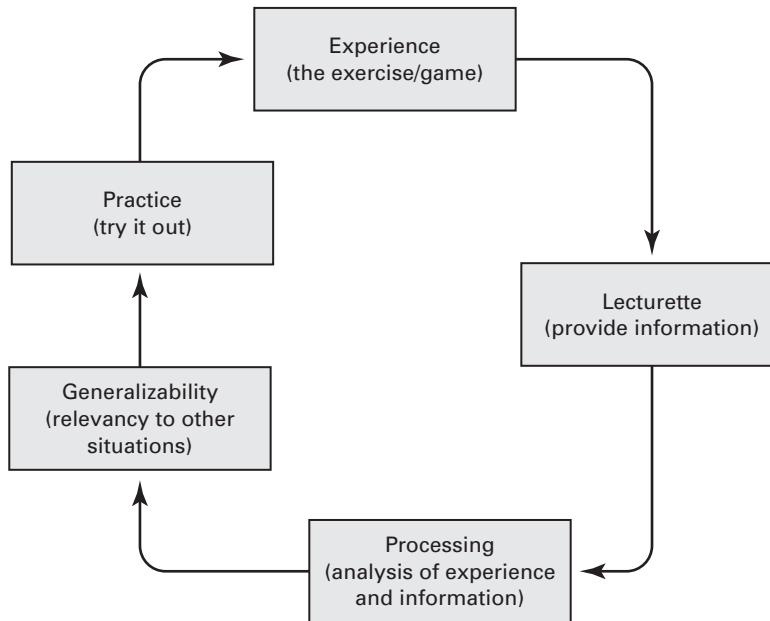 Experience
(the exercise/game)
Lecturette
(provide information)
Processing
(analysis of experience
and information)
Generalizability
(relevancy to other
situations)
Practice
(try it out)